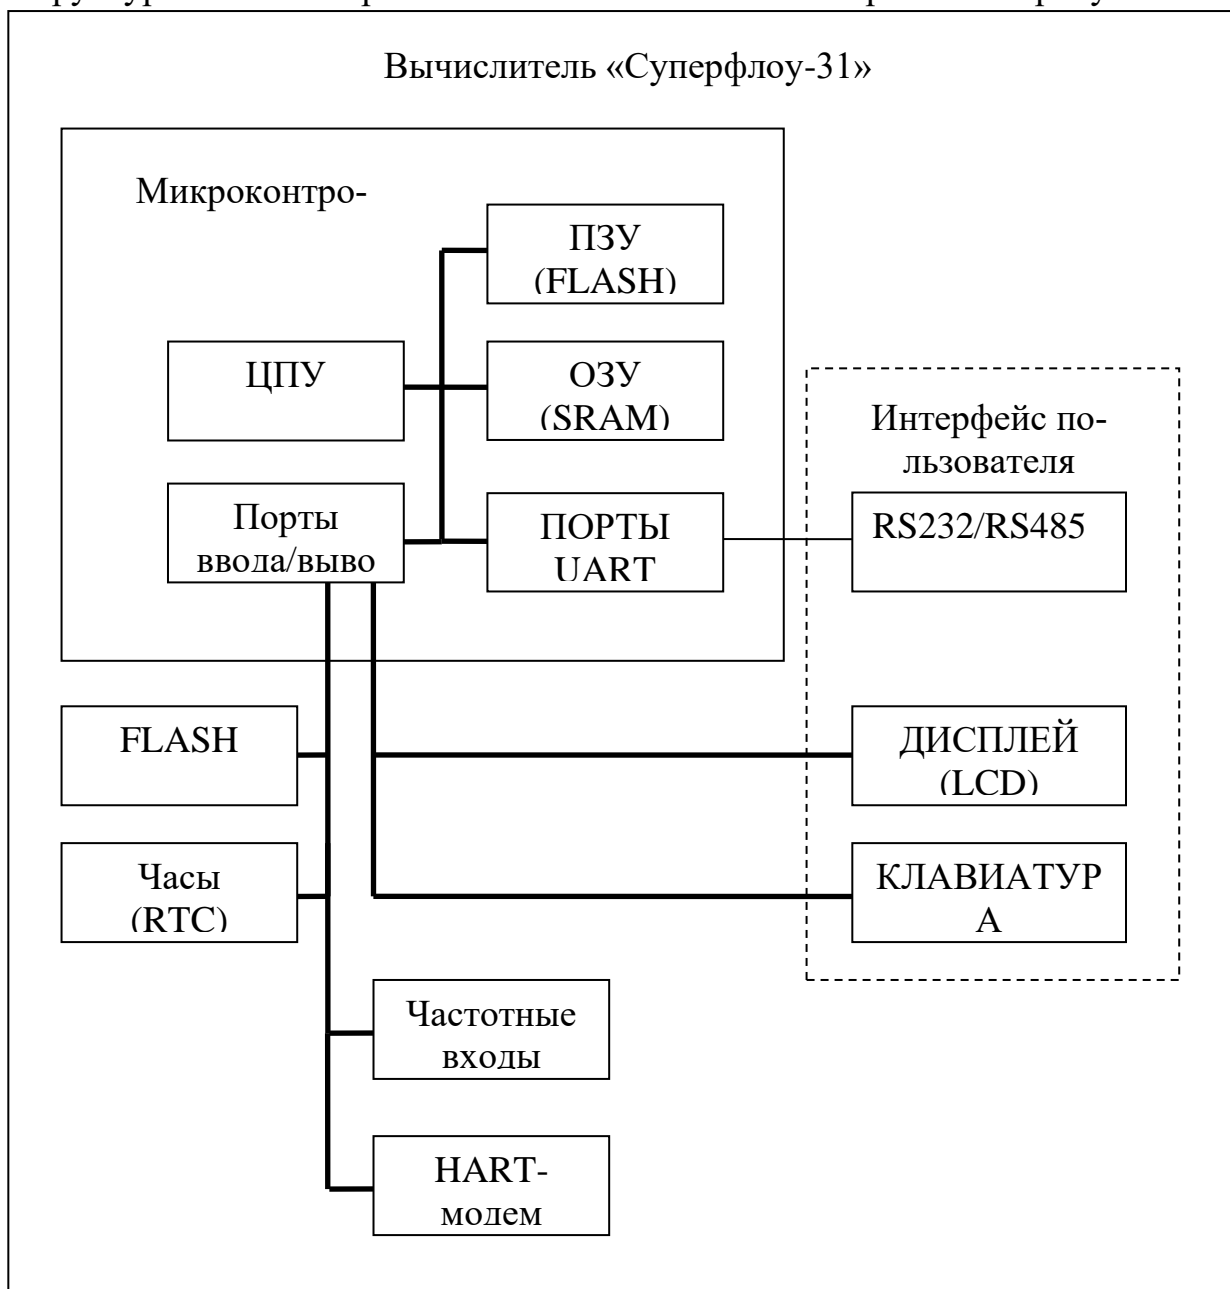 Вычислитель «Суперфлоу-31»
Микроконтро-
ПЗУ
(FLASH)
ЦПУ
ОЗУ
(SRAM)
Интерфейс по-
льзователя
Порты
ввода/выво
ПОРТЫ
UART
RS232/RS485
FLASH
ДИСПЛЕЙ
(LCD)
Часы
(RTC)
КЛАВИАТУР
А
Частотные
входы
HART-
модем